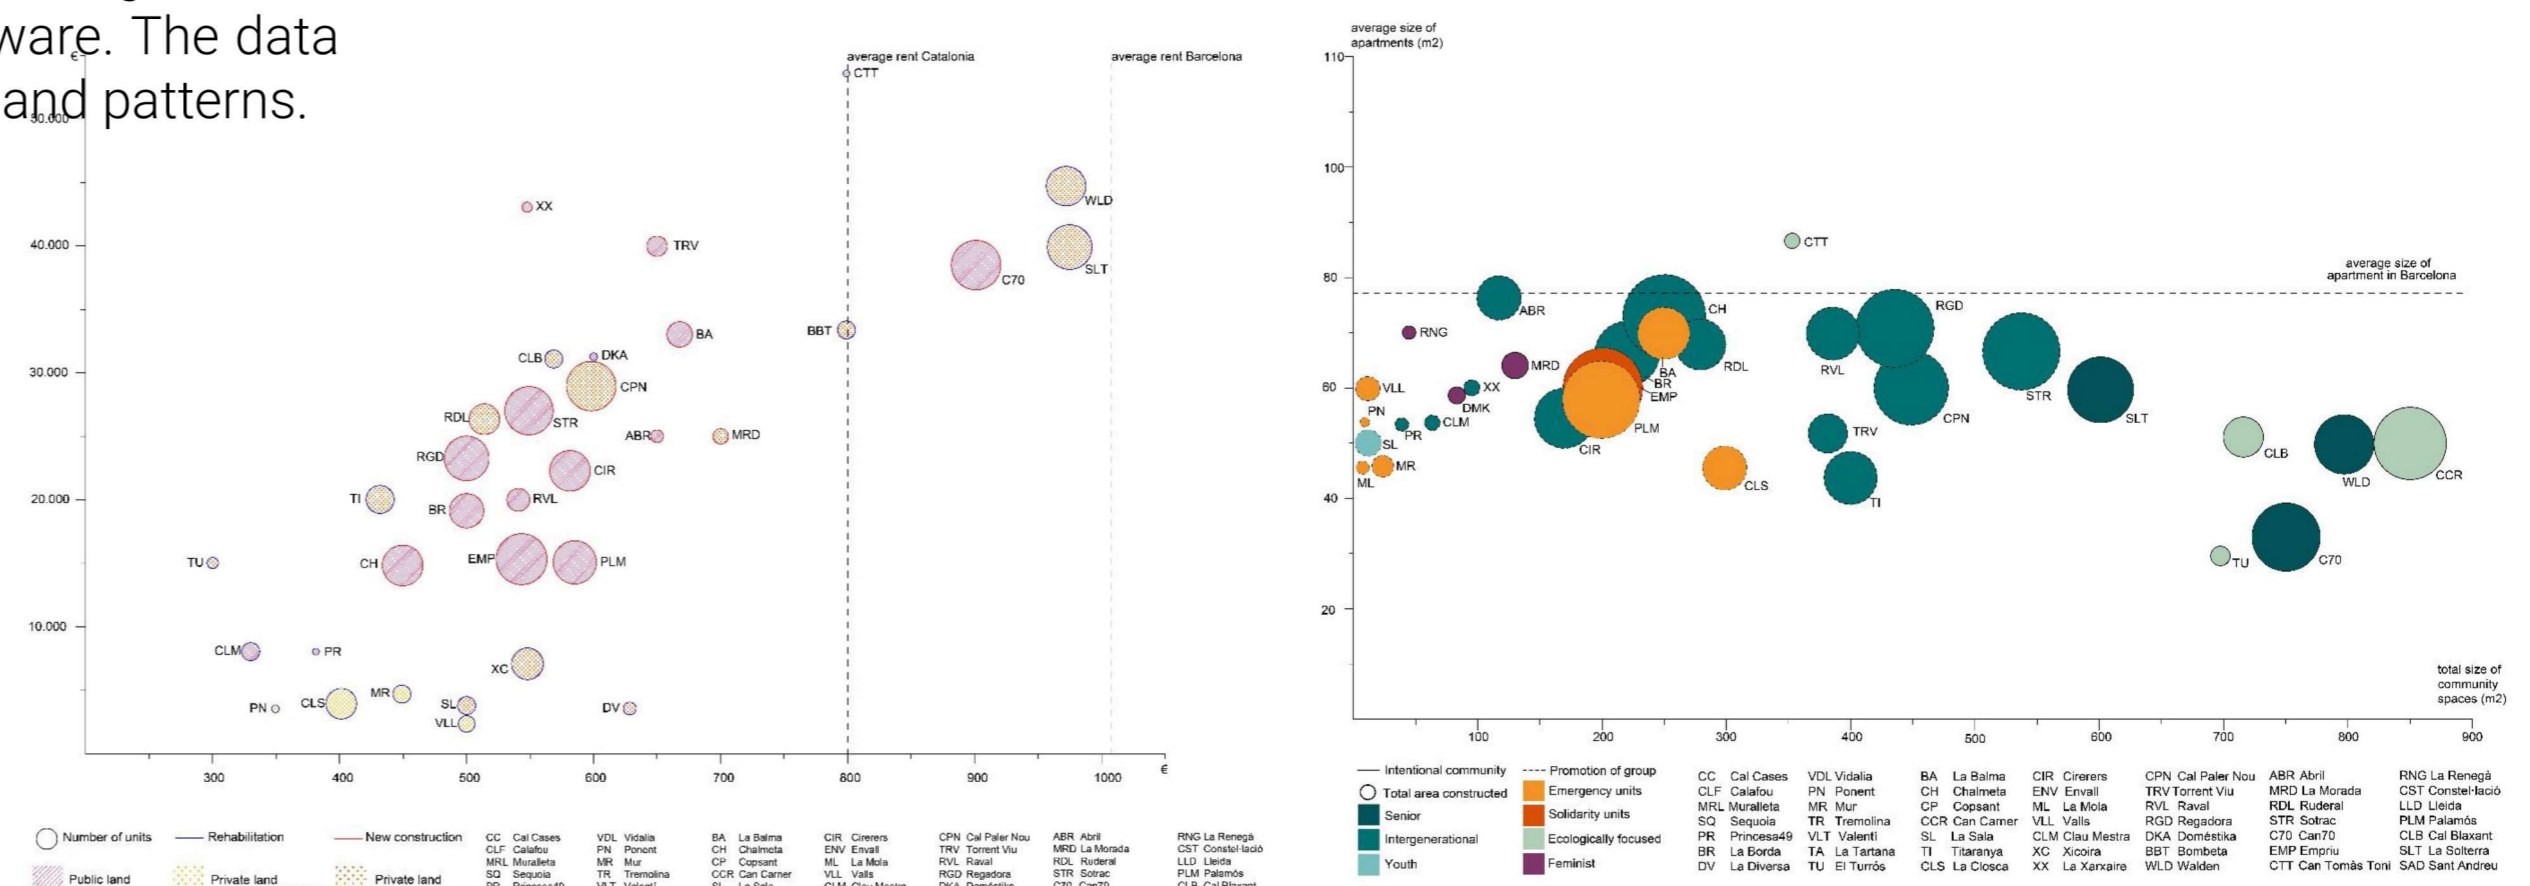 ware. The data
and patterns.
€
50.000
40.000
30.000
20.000
10.000
average rent Catalonia
average rent Barcelona
CTT
WLD
XX
TRV
SLT
C70
BA
BBT
CLB
DKA
CPN
RDL
STR
ABR
MRD
RGD
CIR
TI
RVL
BR
TU
CH
EMP
PLM
CLM
PR
XC
MR
PN
CLS
SL
DV
VLL
300 400 500 600 700 800 900 1000 €
Number of units
Rehabilitation
New construction
Public land
Private land
Private land
CC Cal Cases
CLF Calafou
MRL Muralleta
SQ Sequoia
VDL Vidalia
PN Ponent
MR Mur
TR Tremolina
BA La Balma
CH Chalmeta
CP Copsant
CCR Can Carner
CIR Cirerers
ENV Envall
ML La Mola
VLL Valls
CPN Cal Paler Nou
TRV Torrent Viu
RVL Raval
RGD Regadora
ABR Abril
MRD La Morada
RDL Ruderal
STR Sotrac
RNG La Renegà
CST Constel·lació
LLD Lleida
PLM Palamós
average size of
apartments (m2)
110
100
80
60
40
20
average size of
apartment in Barcelona
CTT
ABR
CH
RGD
RNG
MRD
BA
RDL
RVL
VLL
XX
BR
EMP
STR
DMK
PN
PR
CLM
PLM
CPN
SLT
SL
TRV
CIR
MR
ML
CLS
TI
CLB
WLD
CCR
TU
C70
total size of
community
spaces (m2)
100 200 300 400 500 600 700 800 900
Intentional community
Promotion of group
Total area constructed
Emergency units
Senior
Solidarity units
Intergenerational
Ecologically focused
Youth
Feminist
CC Cal Cases
CLF Calafou
MRL Muralleta
SQ Sequoia
PR Princesa49
BR La Borda
DV La Diversa
VDL Vidalia
PN Ponent
MR Mur
TR Tremolina
VLT Valentí
TA La Tartana
TU El Turrós
BA La Balma
CH Chalmeta
CP Copsant
CCR Can Carner
SL La Sala
TI Titaranya
CLS La Closca
CIR Cirerers
ENV Envall
ML La Mola
VLL Valls
CLM Clau Mestra
XC Xicoira
XX La Xarxaire
CPN Cal Paler Nou
TRV Torrent Viu
RVL Raval
RGD Regadora
DKA Doméstika
BBT Bombeta
WLD Walden
ABR Abril
MRD La Morada
RDL Ruderal
STR Sotrac
C70 Can70
EMP Empriu
CTT Can Tomàs Toni
RNG La Renegà
CST Constel·lació
LLD Lleida
PLM Palamós
CLB Cal Blaxant
SLT La Solterra
SAD Sant Andreu